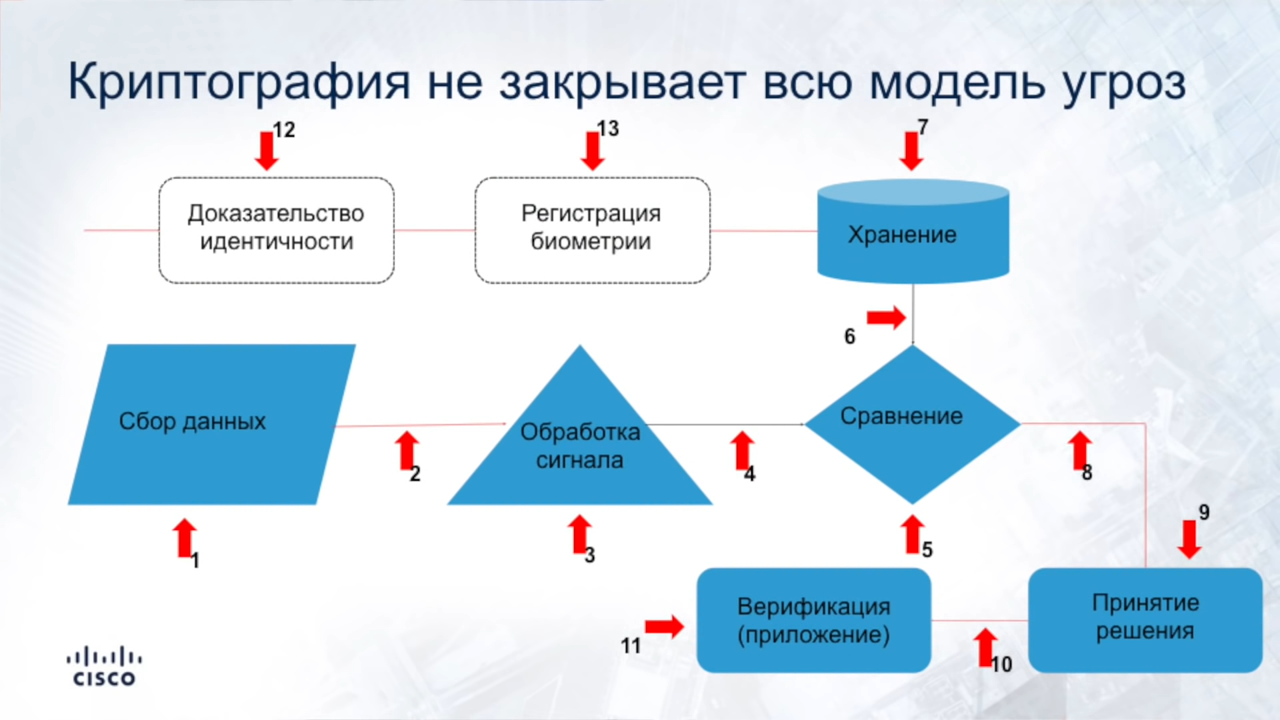 Криптография не закрывает всю модель угроз
12
13
7
Доказательство
идентичности
Регистрация
биометрии
Хранение
6
Сбор данных
Обработка
сигнала
Сравнение
2
4
8
1
3
5
9
Верификация
(приложение)
Принятие
решения
11
10
CISCO